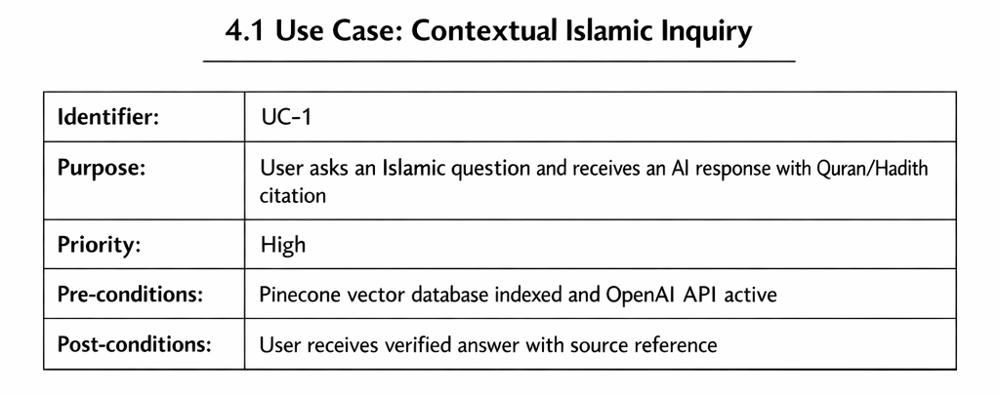 4.1 Use Case: Contextual Islamic Inquiry
Identifier: UC-1
Purpose: User asks an Islamic question and receives an AI response with Quran/Hadith
citation
Priority: High
Pre-conditions: Pinecone vector database indexed and OpenAI API active
Post-conditions: User receives verified answer with source reference